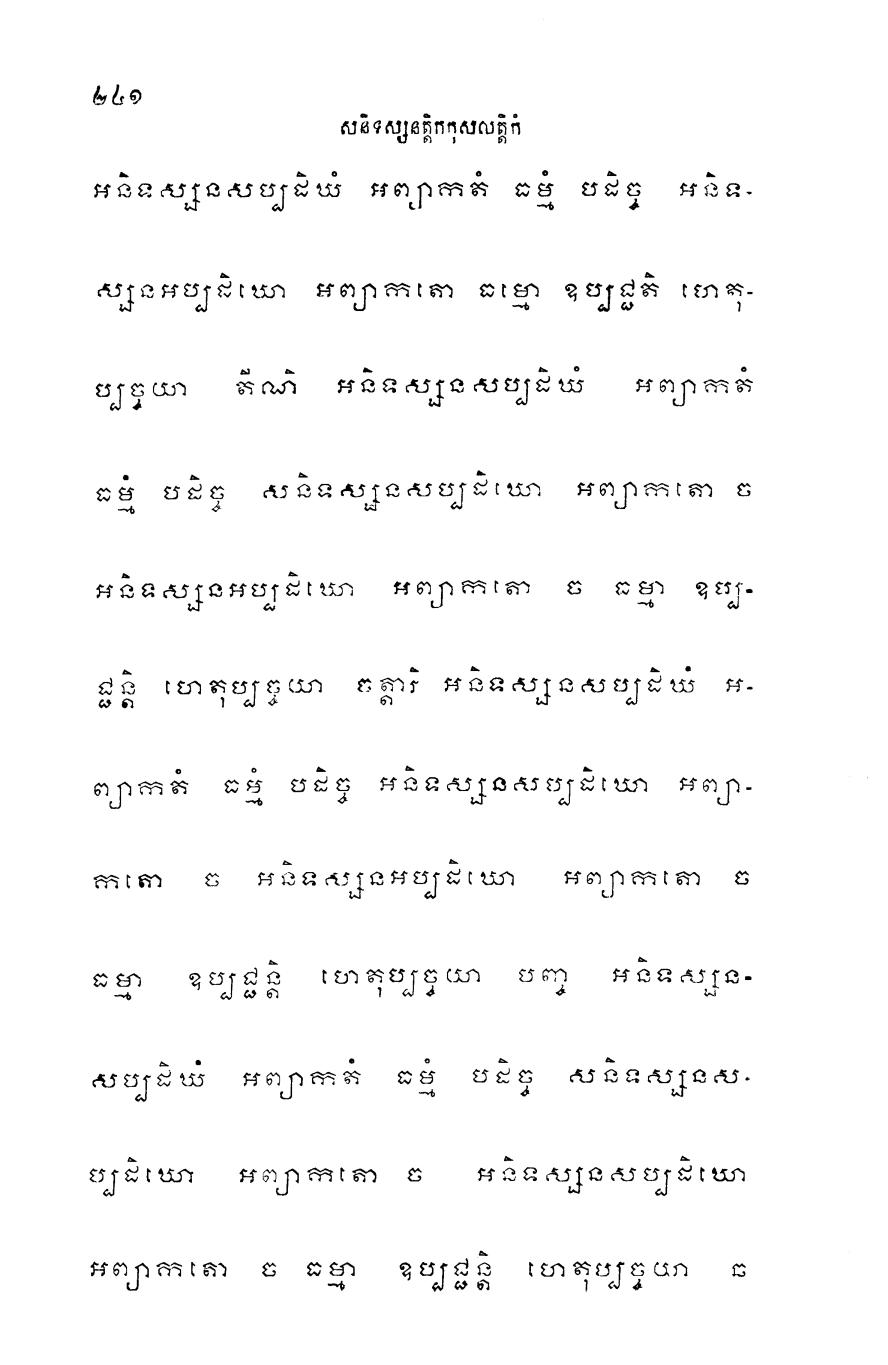 ២៤១
សនិទស្សនត្តិកកុសលត្តិកំ
អនិទស្សនសប្បដិឃំ អព្យាកតំ ធម្មំ បដិច្ច អនិទ-
ស្សនអប្បដិឃោ អព្យាកតោ ធម្មោ ឧប្បជ្ជតិ ហេតុ-
ប្បច្ចយា តីណិ អនិទស្សនសប្បដិឃំ អព្យាកតំ
ធម្មំ បដិច្ច សនិទស្សនសប្បដិឃោ អព្យាកតោ ច
អនិទស្សនអប្បដិឃោ អព្យាកតោ ច ធម្មា ឧប្ប-
ជ្ជន្តិ ហេតុប្បច្ចយា ចត្តារិ អនិទស្សនសប្បដិឃំ អ-
ព្យាកតំ ធម្មំ បដិច្ច អនិទស្សនសប្បដិឃោ អព្យា-
កតោ ច អនិទស្សនអប្បដិឃោ អព្យាកតោ ច
ធម្មា ឧប្បជ្ជន្តិ ហេតុប្បច្ចយា បញ្ច អនិទស្សន-
សប្បដិឃំ អព្យាកតំ ធម្មំ បដិច្ច សនិទស្សនស-
ប្បដិឃោ អព្យាកតោ ច អនិទស្សនសប្បដិឃោ
អព្យាកតោ ច ធម្មា ឧប្បជ្ជន្តិ ហេតុប្បច្ចយា ឆ